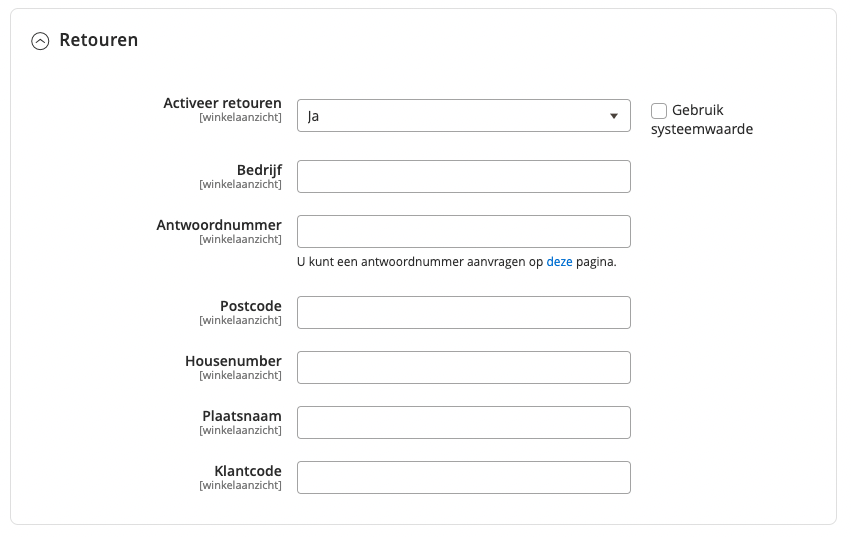 Retouren
Activeer retouren
[winkelaanzicht]
Ja
Gebruik
systeemwaarde
Bedrijf
[winkelaanzicht]
Antwoordnummer
[winkelaanzicht]
U kunt een antwoordnummer aanvragen op deze pagina.
Postcode
[winkelaanzicht]
Housenumber
[winkelaanzicht]
Plaatsnaam
[winkelaanzicht]
Klantcode
[winkelaanzicht]